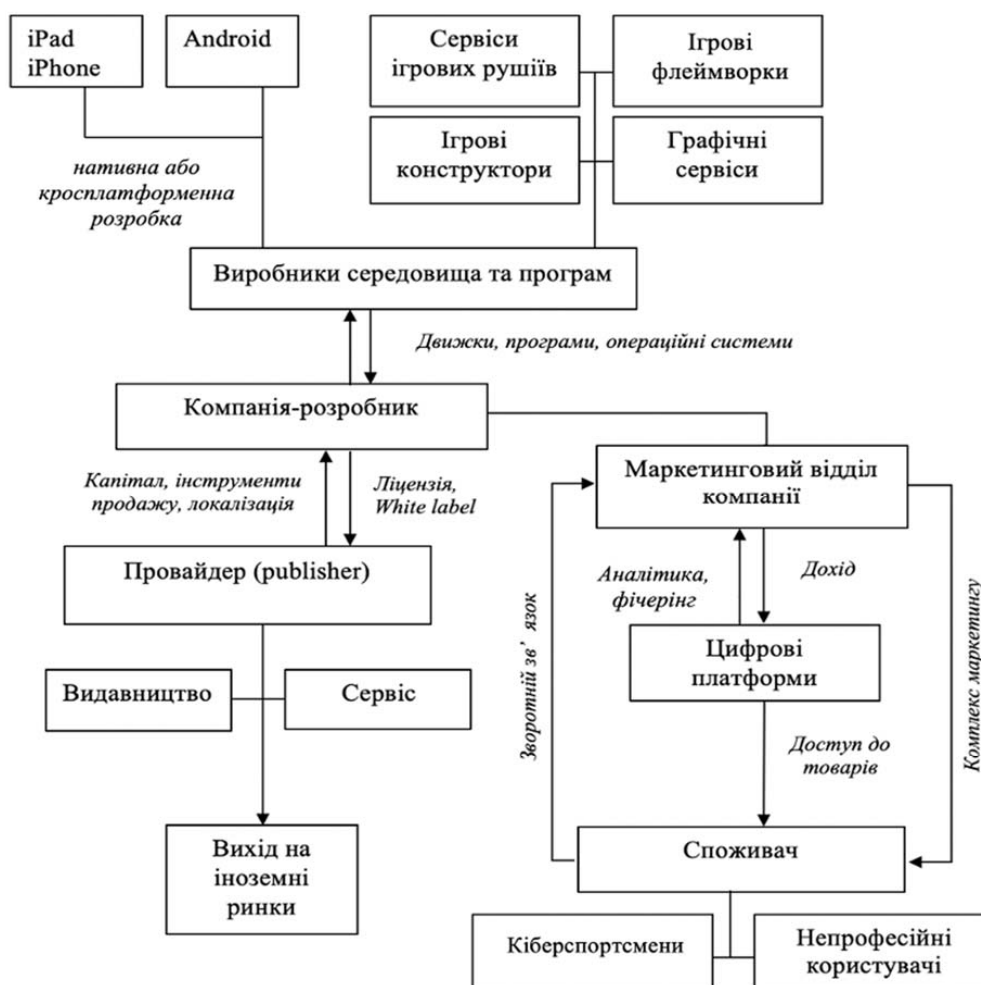 iPad
iPhone
Android
Сервіси
ігрових рушіїв
Ігрові
флеймворки
Ігрові
конструктори
Графічні
сервіси
нативна або
кросплатформенна
розробка
Виробники середовища та програм
Движки, програми, операційні системи
Компанія-розробник
Капітал, інструменти
продажу, локалізація
Ліцензія,
White label
Маркетинговий відділ
компанії
Провайдер (publisher)
Аналітика,
фічерінг
Дохід
Зворотній зв’ язок
Комплекс маркетингу
Цифрові
платформи
Видавництво
Сервіс
Доступ до
товарів
Вихід на
іноземні
ринки
Споживач
Кіберспортсмени
Непрофесійні
користувачі